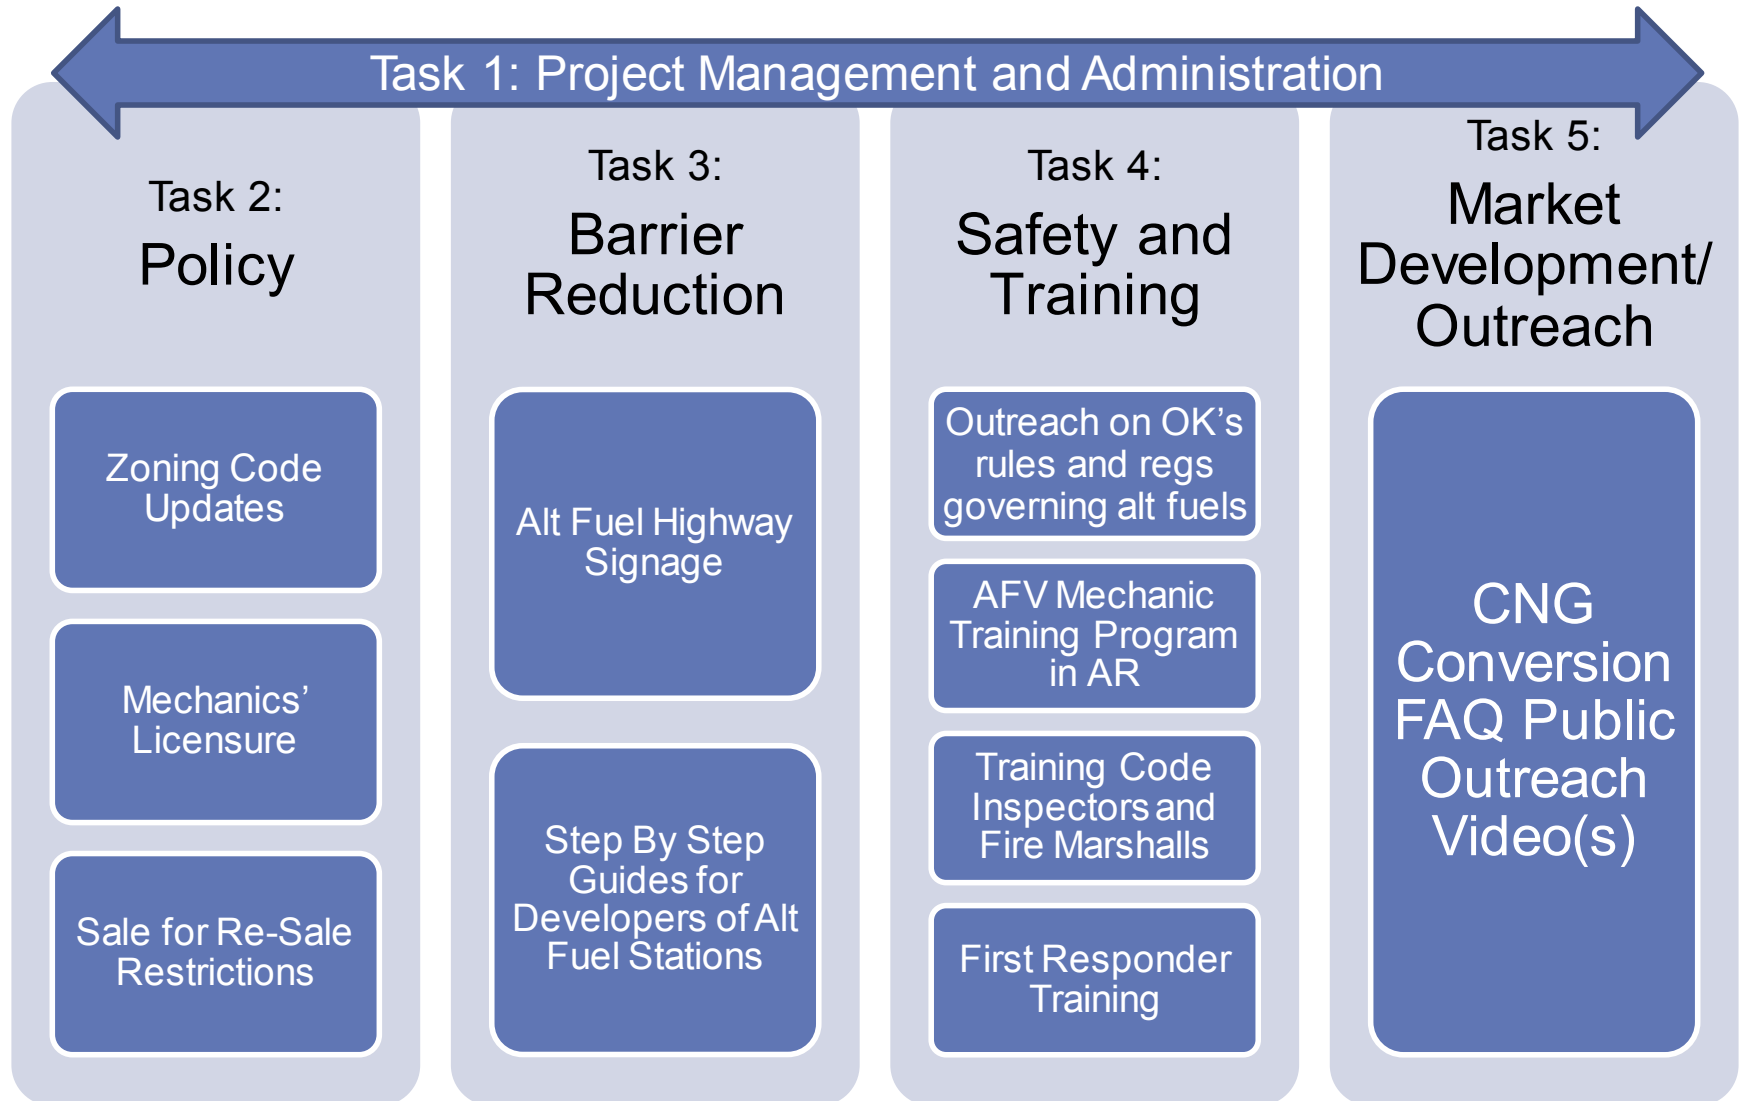 Task 1: Project Management and Administration
Task 2:
Policy
Zoning Code
Updates
Mechanics’
Licensure
Sale for Re-Sale
Restrictions
Task 3:
Barrier
Reduction
Alt Fuel Highway
Signage
Step By Step
Guides for
Developers of Alt
Fuel Stations
Task 4:
Safety and
Training
Outreach on OK’s
rules and regs
governing alt fuels
AFV Mechanic
Training Program
in AR
Training Code
Inspectors and
Fire Marshalls
First Responder
Training
Task 5:
Market
Development/
Outreach
CNG
Conversion
FAQ Public
Outreach
Video(s)